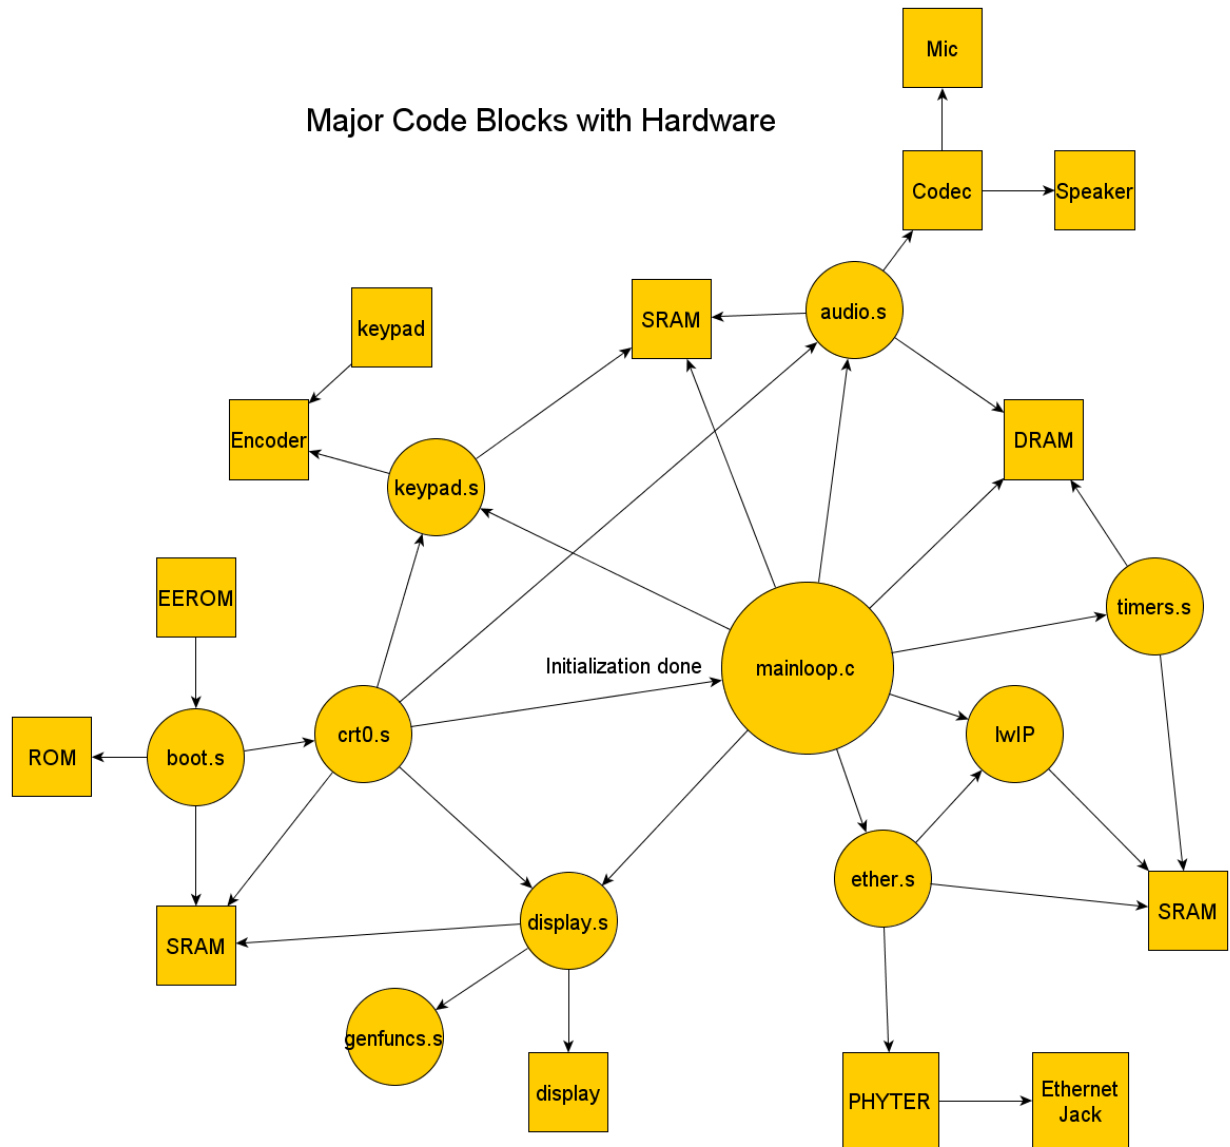 Mic
Major Code Blocks with Hardware
Codec
Speaker
SRAM
audio.s
keypad
Encoder
DRAM
keypad.s
EEROM
timers.s
Initialization done
mainloop.c
ROM
boot.s
crt0.s
lwIP
ether.s
SRAM
display.s
SRAM
genfuncs.s
display
PHYTER
Ethernet
Jack